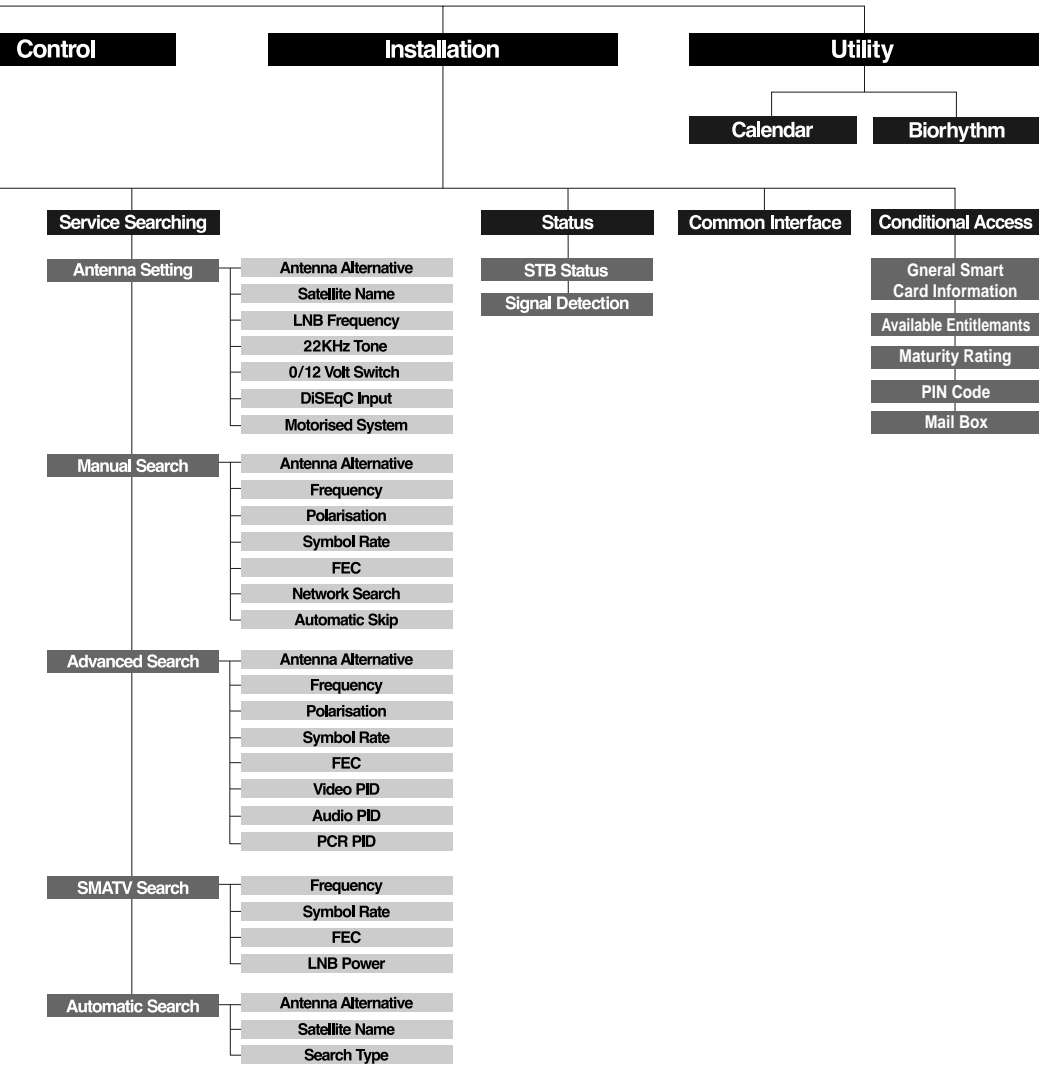 Control
Installation
Utility
Calendar
Biorhythm
Service Searching
Status
Common Interface
Conditional Access
Antenna Setting
Antenna Alternative
Satellite Name
LNB Frequency
22KHz Tone
0/12 Volt Switch
DiSEqC Input
Motorised System
Manual Search
Antenna Alternative
Frequency
Polarisation
Symbol Rate
FEC
Network Search
Automatic Skip
Advanced Search
Antenna Alternative
Frequency
Polarisation
Symbol Rate
FEC
Video PID
Audio PID
PCR PID
SMATV Search
Frequency
Symbol Rate
FEC
LNB Power
Automatic Search
Antenna Alternative
Satellite Name
Search Type
STB Status
Signal Detection
Gneral Smart
Card Information
Available Entitlemants
Maturity Rating
PIN Code
Mail Box